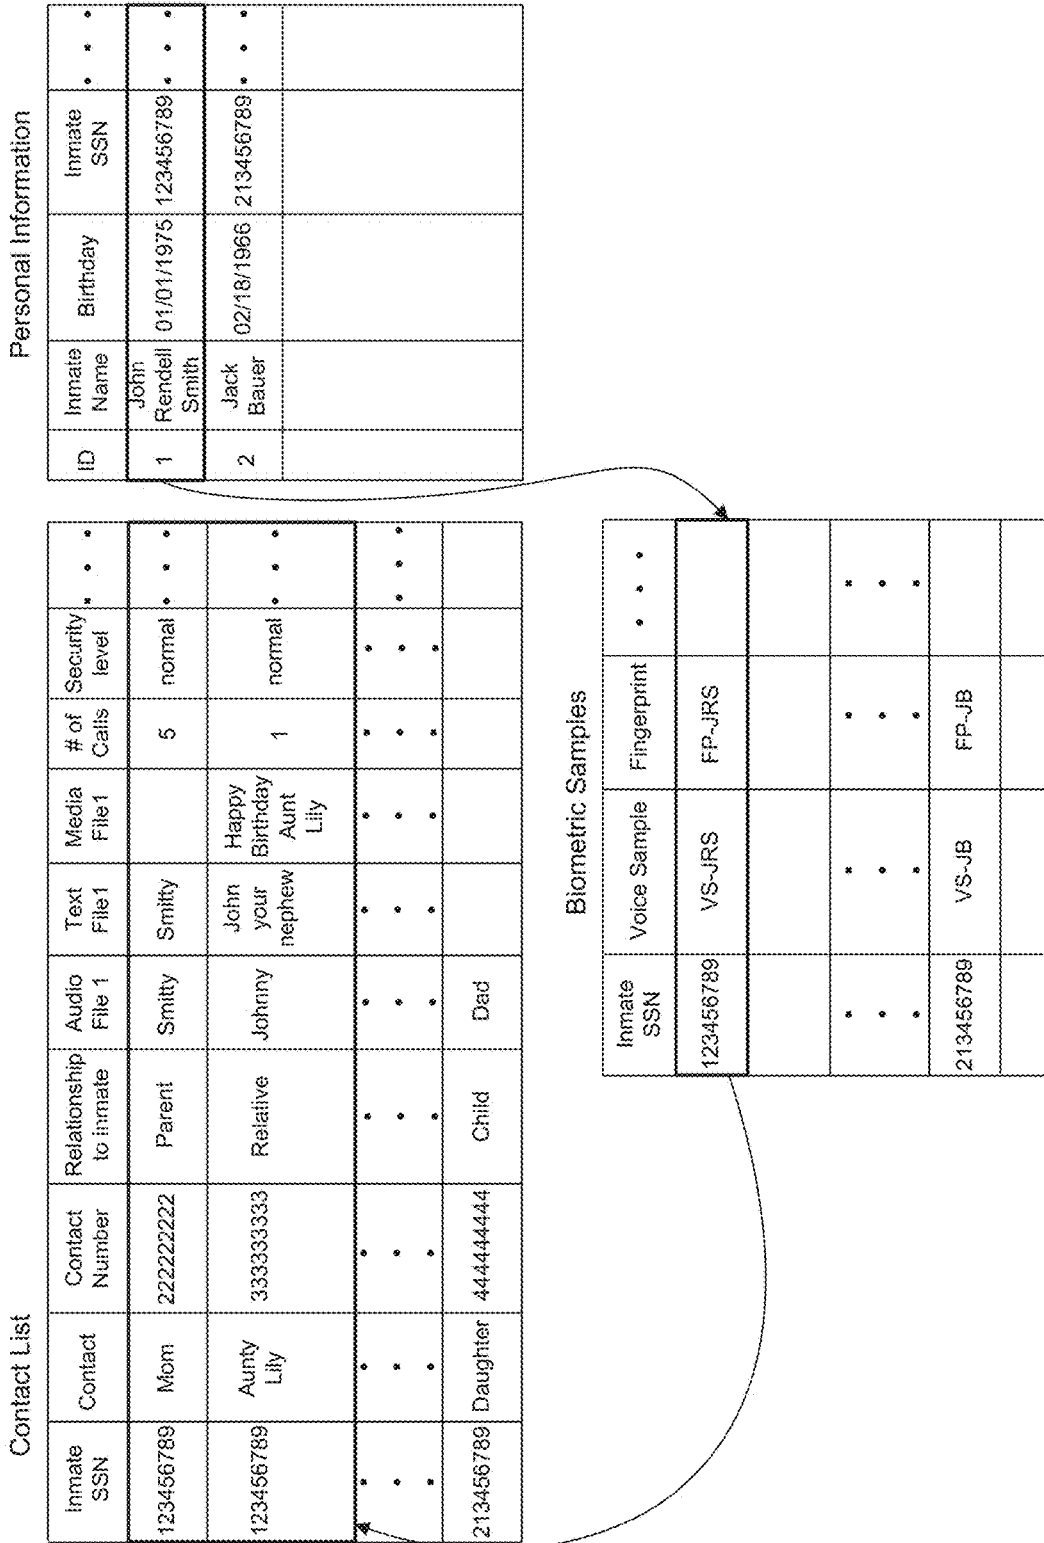 Personal Information
ID
Inmate
Name
Birthday
Inmate
SSN
• • •
1
John
Rendell
Smith
01/01/1975
123456789
• • •
2
Jack
Bauer
02/18/1966
213456789
• • •
Contact List
Inmate
SSN
Contact
Contact
Number
Relationship
to inmate
Audio
File 1
Text
File1
Media
File1
# of
Calls
Security
level
• • •
123456789
Mom
2222222222
Parent
Smitty
Smitty
5
normal
• • •
123456789
Aunty
Lily
3333333333
Relative
Johnny
John
your
nephew
Happy
Birthday
Aunt
Lily
1
normal
• • •
213456789
Daughter
4444444444
Child
Dad
Biometric Samples
Inmate
SSN
Voice Sample
Fingerprint
• • •
123456789
VS-JRS
FP-JRS
213456789
VS-JB
FP-JB